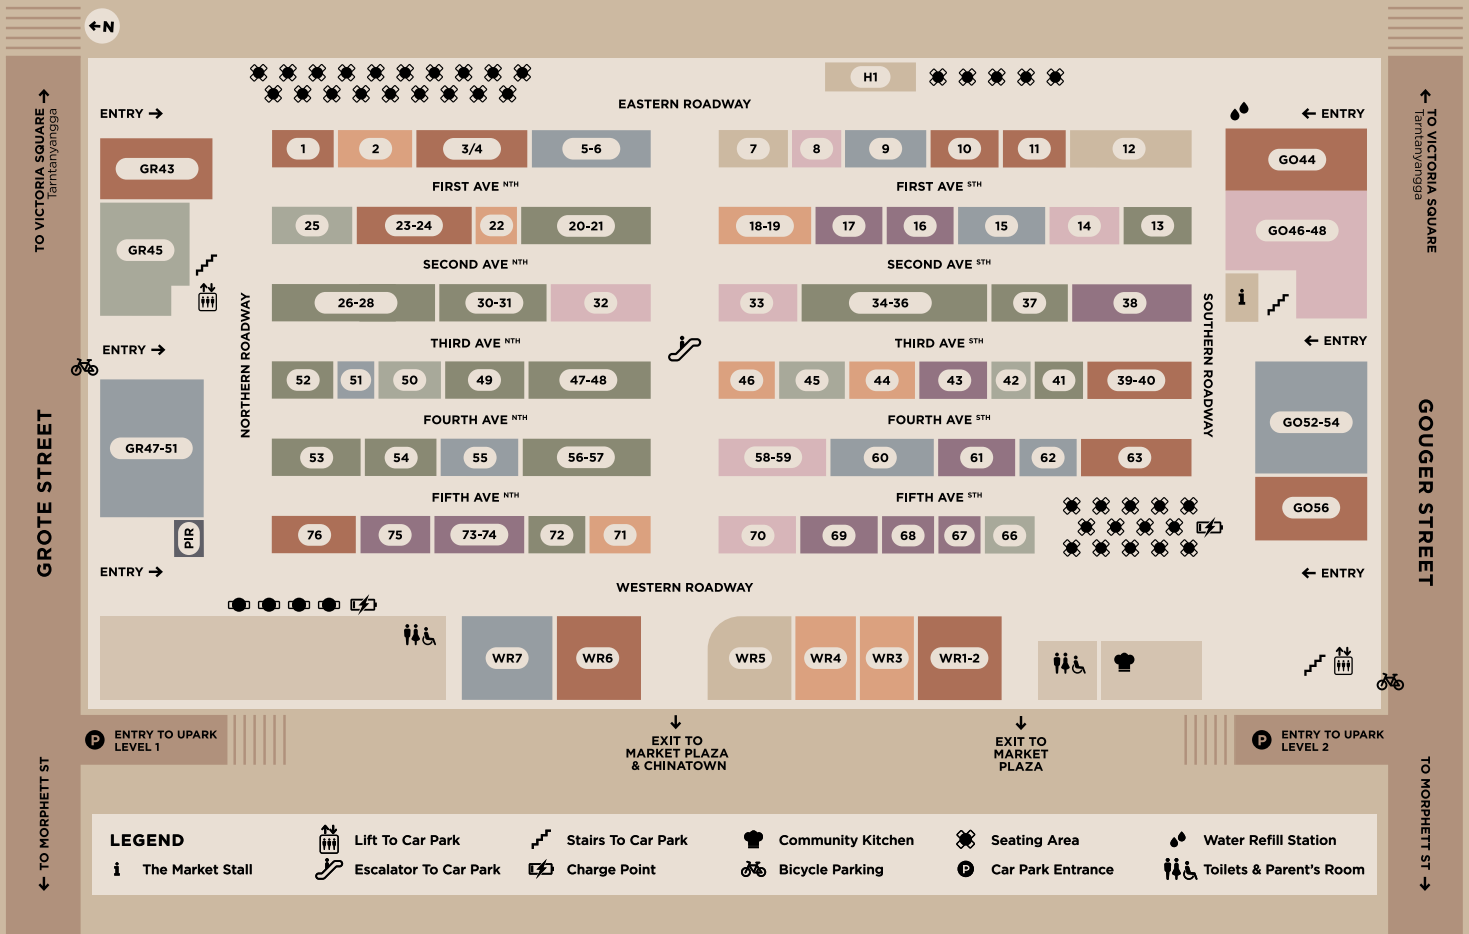 N
EASTERN ROADWAY
H1
ENTRY
ENTRY
TO VICTORIA SQUARE
Tarntanyangga
TO VICTORIA SQUARE
Tarntanyangga
GR43
1
2
3/4
5-6
7
8
9
10
11
12
GO44
FIRST AVE NTH
FIRST AVE STH
GR45
25
23-24
22
20-21
18-19
17
16
15
14
13
GO46-48
SECOND AVE NTH
SECOND AVE STH
26-28
30-31
32
33
34-36
37
38
i
NORTHERN ROADWAY
SOUTHERN ROADWAY
THIRD AVE NTH
THIRD AVE STH
ENTRY
ENTRY
52
51
50
49
47-48
46
45
44
43
42
41
39-40
FOURTH AVE NTH
FOURTH AVE STH
GROTE STREET
GOUGER STREET
GR47-51
53
54
55
56-57
58-59
60
61
62
63
GO52-54
FIFTH AVE NTH
FIFTH AVE STH
PIR
76
75
73-74
72
71
70
69
68
67
66
GO56
ENTRY
ENTRY
WESTERN ROADWAY
WR7
WR6
WR5
WR4
WR3
WR1-2
P
ENTRY TO UPARK
LEVEL 1
EXIT TO
MARKET PLAZA
& CHINATOWN
EXIT TO
MARKET
PLAZA
P
ENTRY TO UPARK
LEVEL 2
TO MORPHETT ST
TO MORPHETT ST
LEGEND
Lift To Car Park
Stairs To Car Park
Community Kitchen
Seating Area
Water Refill Station
i
The Market Stall
Escalator To Car Park
Charge Point
Bicycle Parking
P
Car Park Entrance
Toilets & Parent's Room